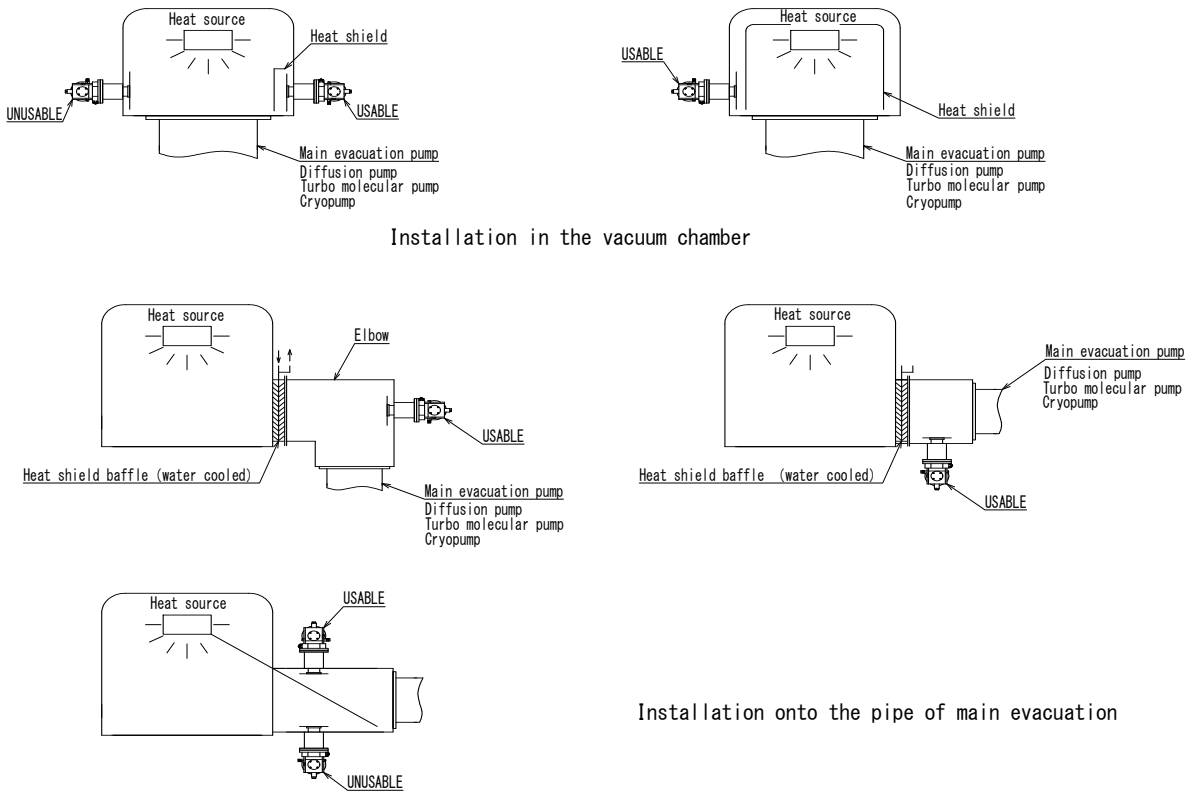 Heat source
Heat shield
UNUSABLE
USABLE
Main evacuation pump
Diffusion pump
Turbo molecular pump
Cryopump
Heat source
USABLE
Heat shield
Main evacuation pump
Diffusion pump
Turbo molecular pump
Cryopump
Installation in the vacuum chamber
Heat source
Elbow
USABLE
Heat shield baffle (water cooled)
Main evacuation pump
Diffusion pump
Turbo molecular pump
Cryopump
Heat source
Main evacuation pump
Diffusion pump
Turbo molecular pump
Cryopump
Heat shield baffle (water cooled)
USABLE
Heat source
USABLE
UNUSABLE
Installation onto the pipe of main evacuation